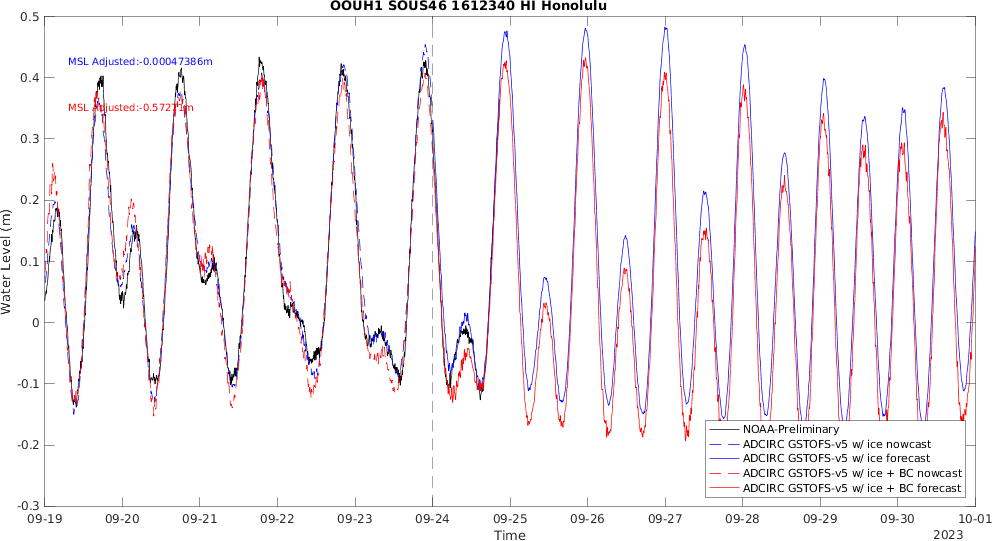 OOUH1 SOUS46 1612340 HI Honolulu
0.5
MSL Adjusted:-0.00047386m
0.4
MSL Adjusted:-0.57271m
0.3
0.2
0.1
0
-0.1
-0.2
-0.3
Water Level (m)
NOAA-Preliminary
ADCIRC GSTOFS-v5 w/ ice nowcast
ADCIRC GSTOFS-v5 w/ ice forecast
ADCIRC GSTOFS-v5 w/ ice + BC nowcast
ADCIRC GSTOFS-v5 w/ ice + BC forecast
09-19 09-20 09-21 09-22 09-23 09-24 09-25 09-26 09-27 09-28 09-29 09-30 10-01
Time
2023